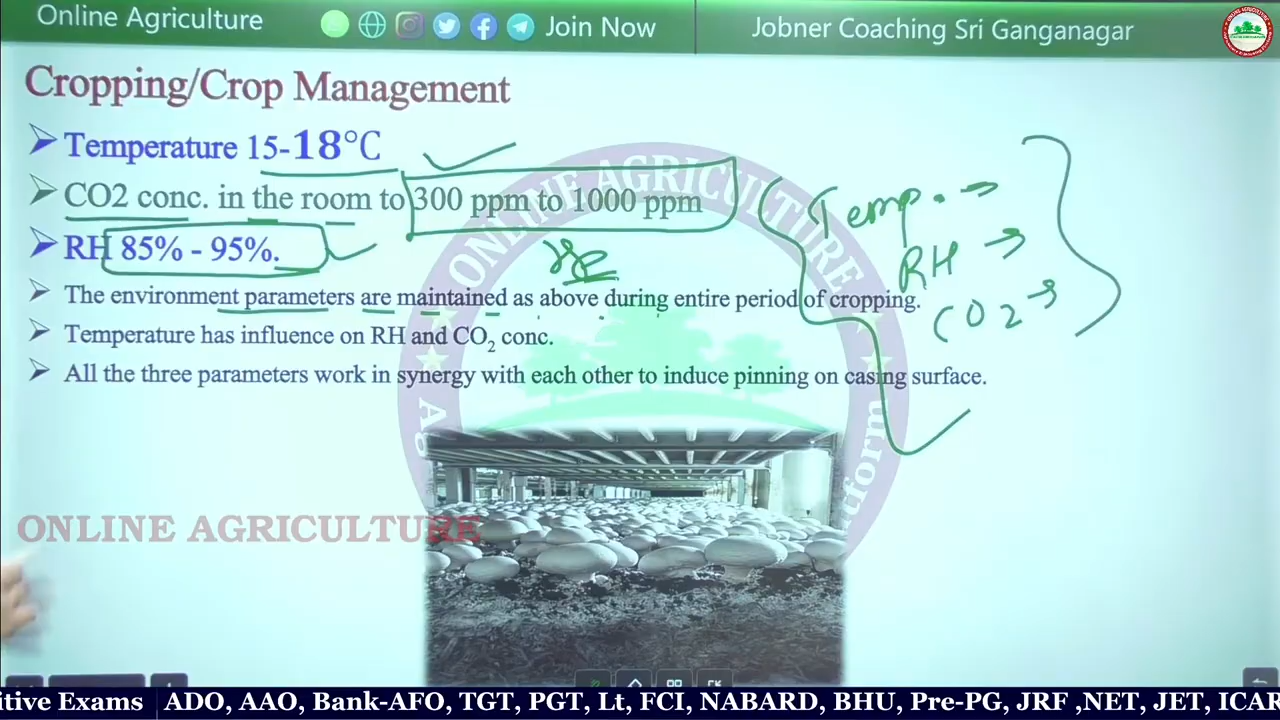 Online Agriculture
Join Now
Jobner Coaching Sri Ganganagar
Cropping/Crop Management
Temperature 15-18°C
CO2 conc. in the room to 300 ppm to 1000 ppm
RH 85% - 95%.
The environment parameters are maintained as above during entire period of cropping.
Temperature has influence on RH and CO₂ conc.
All the three parameters work in synergy with each other to induce pinning on casing surface.
Temp. →
RH →
CO2 →
ONLINE AGRICULTURE
ONLINE AGRICULTURE
itive Exams ADO, AAO, Bank-AFO, TGT, PGT, Lt, FCI, NABARD, BHU, Pre-PG, JRF ,NET, JET, ICAR